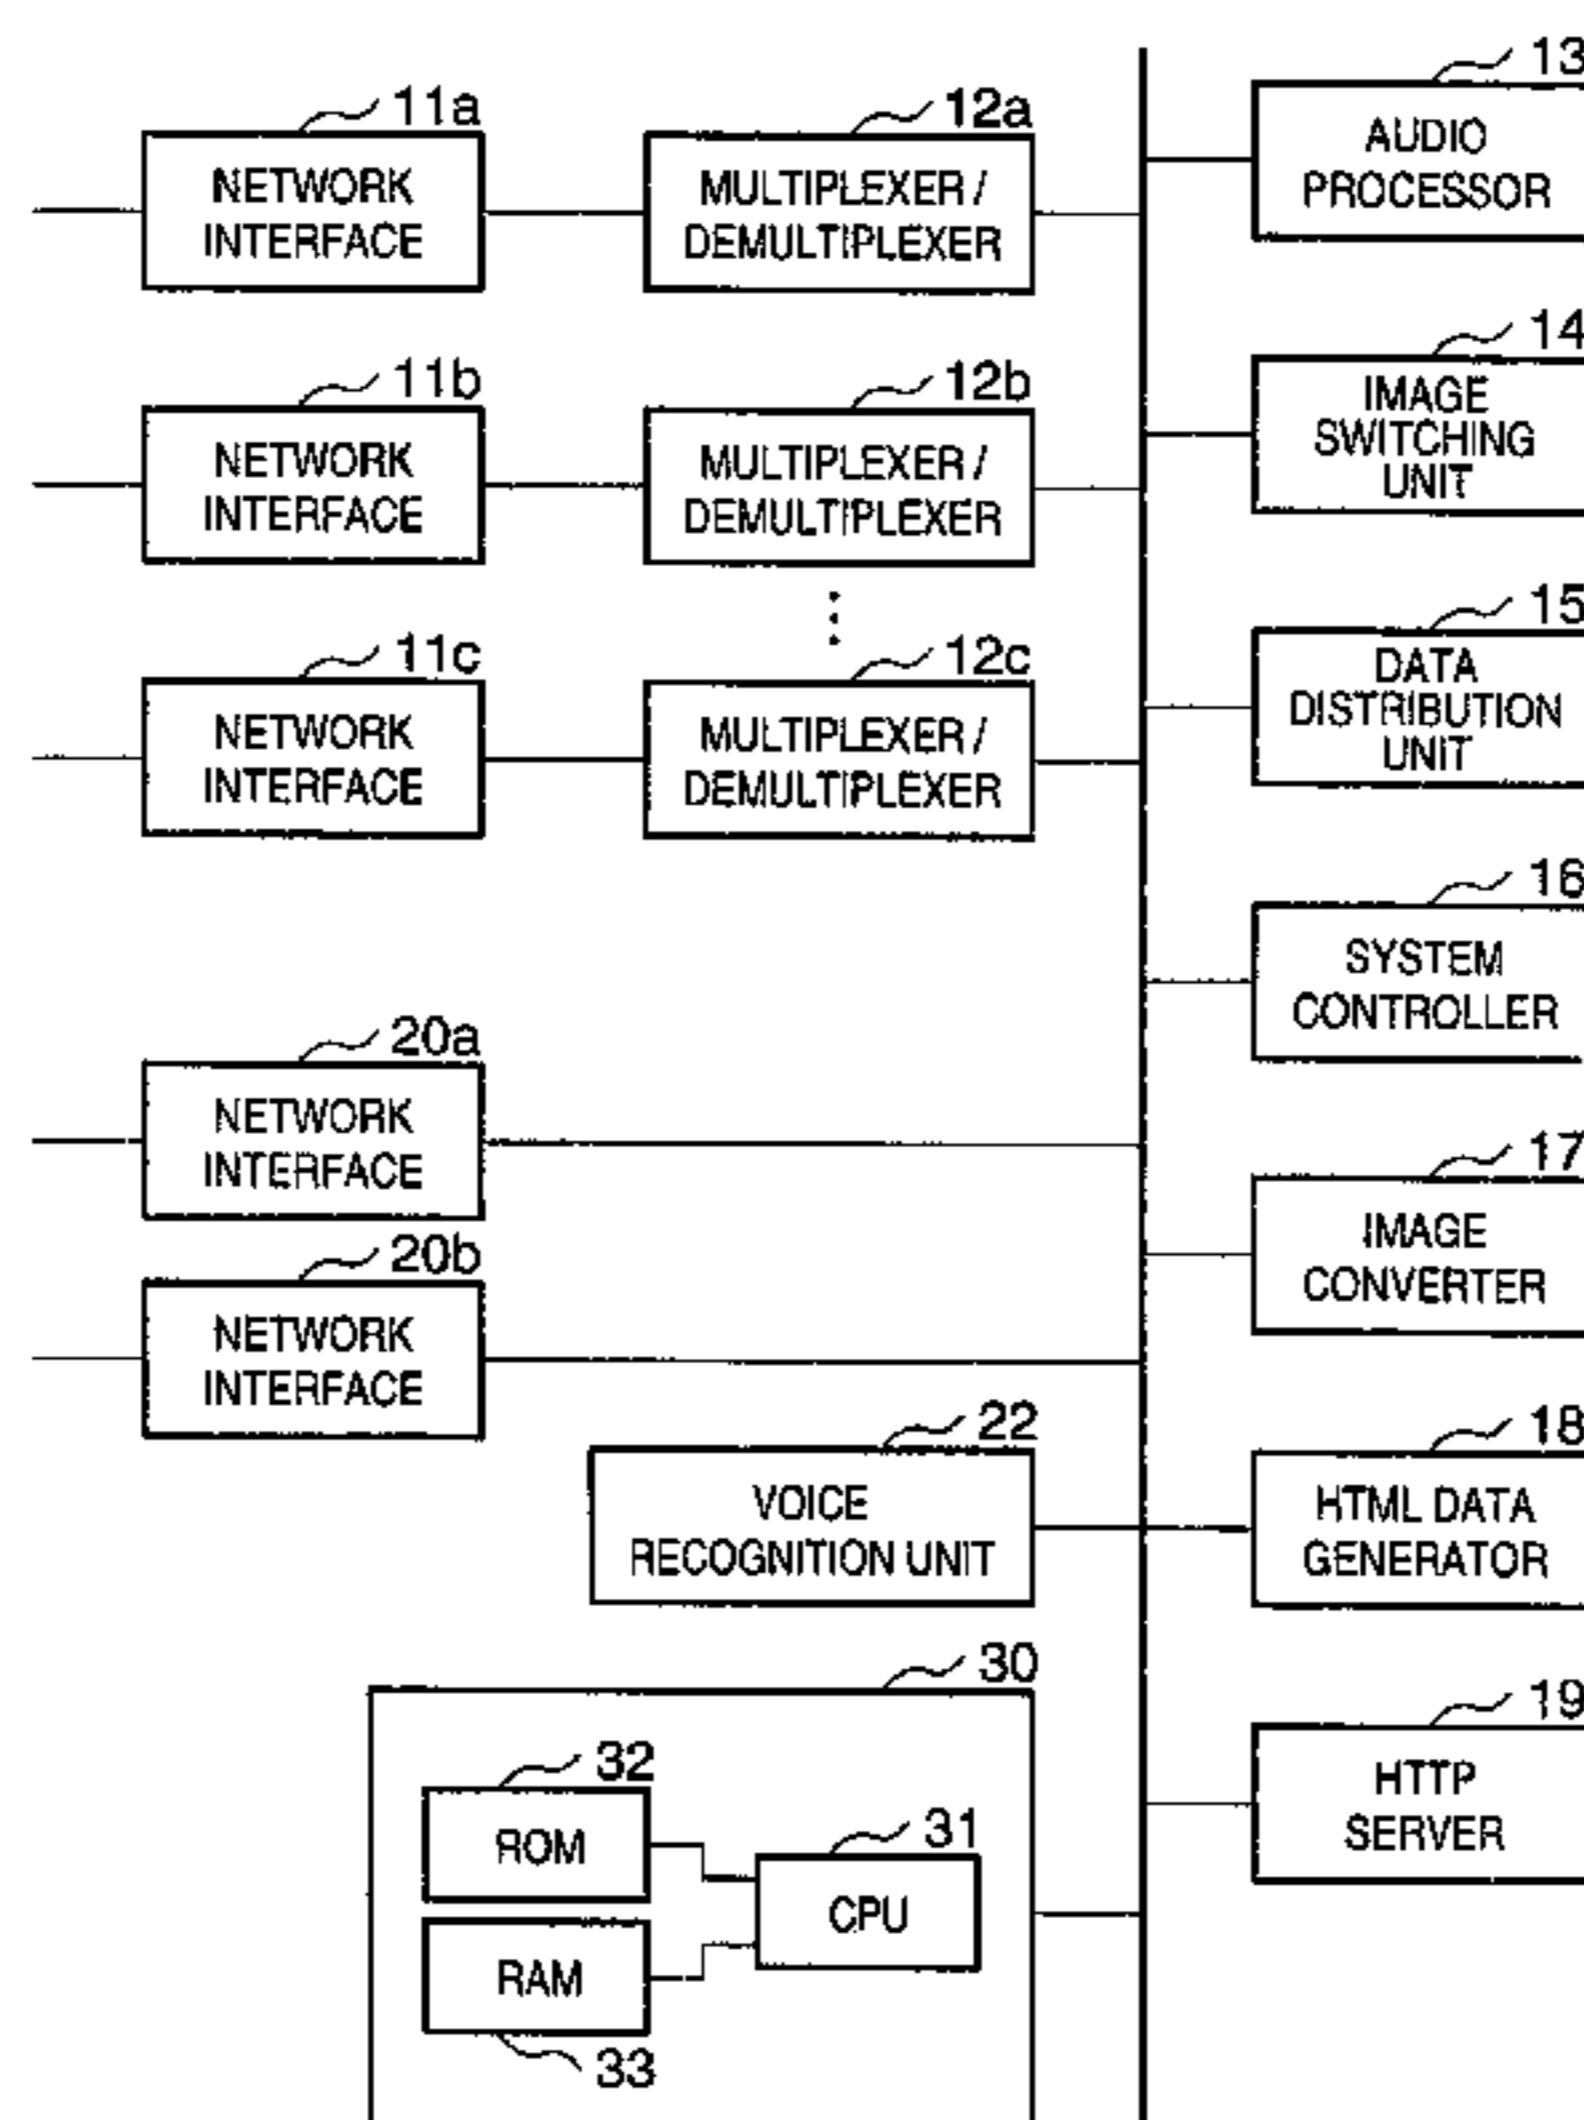 11a
NETWORK
INTERFACE
12a
MULTIPLEXER /
DEMULTIPLEXER
13
AUDIO
PROCESSOR
11b
NETWORK
INTERFACE
12b
MULTIPLEXER /
DEMULTIPLEXER
14
IMAGE
SWITCHING
UNIT
11c
NETWORK
INTERFACE
12c
MULTIPLEXER /
DEMULTIPLEXER
15
DATA
DISTRIBUTION
UNIT
16
SYSTEM
CONTROLLER
20a
NETWORK
INTERFACE
17
IMAGE
CONVERTER
20b
NETWORK
INTERFACE
22
VOICE
RECOGNITION UNIT
18
HTML DATA
GENERATOR
30
32
ROM
31
CPU
RAM
33
19
HTTP
SERVER